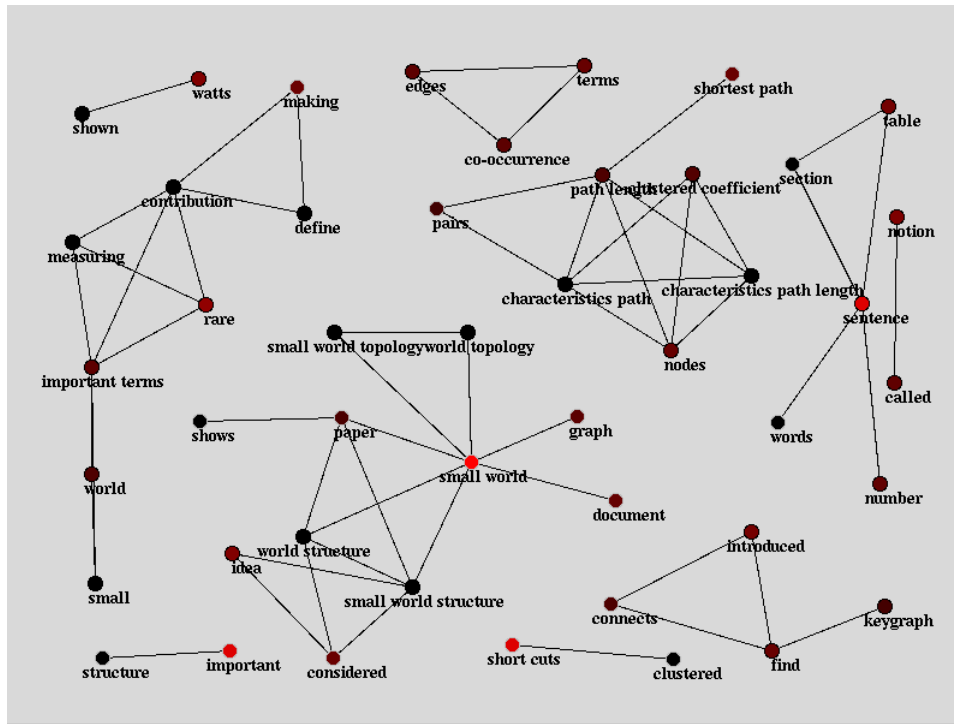 edges
terms
shortest path
watts
making
table
shown
co-occurrence
section
path length
clustered coefficient
contribution
pairs
notion
define
measuring
characteristics path
characteristics path length
rare
sentence
small world topology
world topology
nodes
important terms
called
shows
paper
graph
words
small world
world
number
document
world structure
introduced
idea
small
small world structure
connects
keygraph
structure
important
considered
short cuts
clustered
find